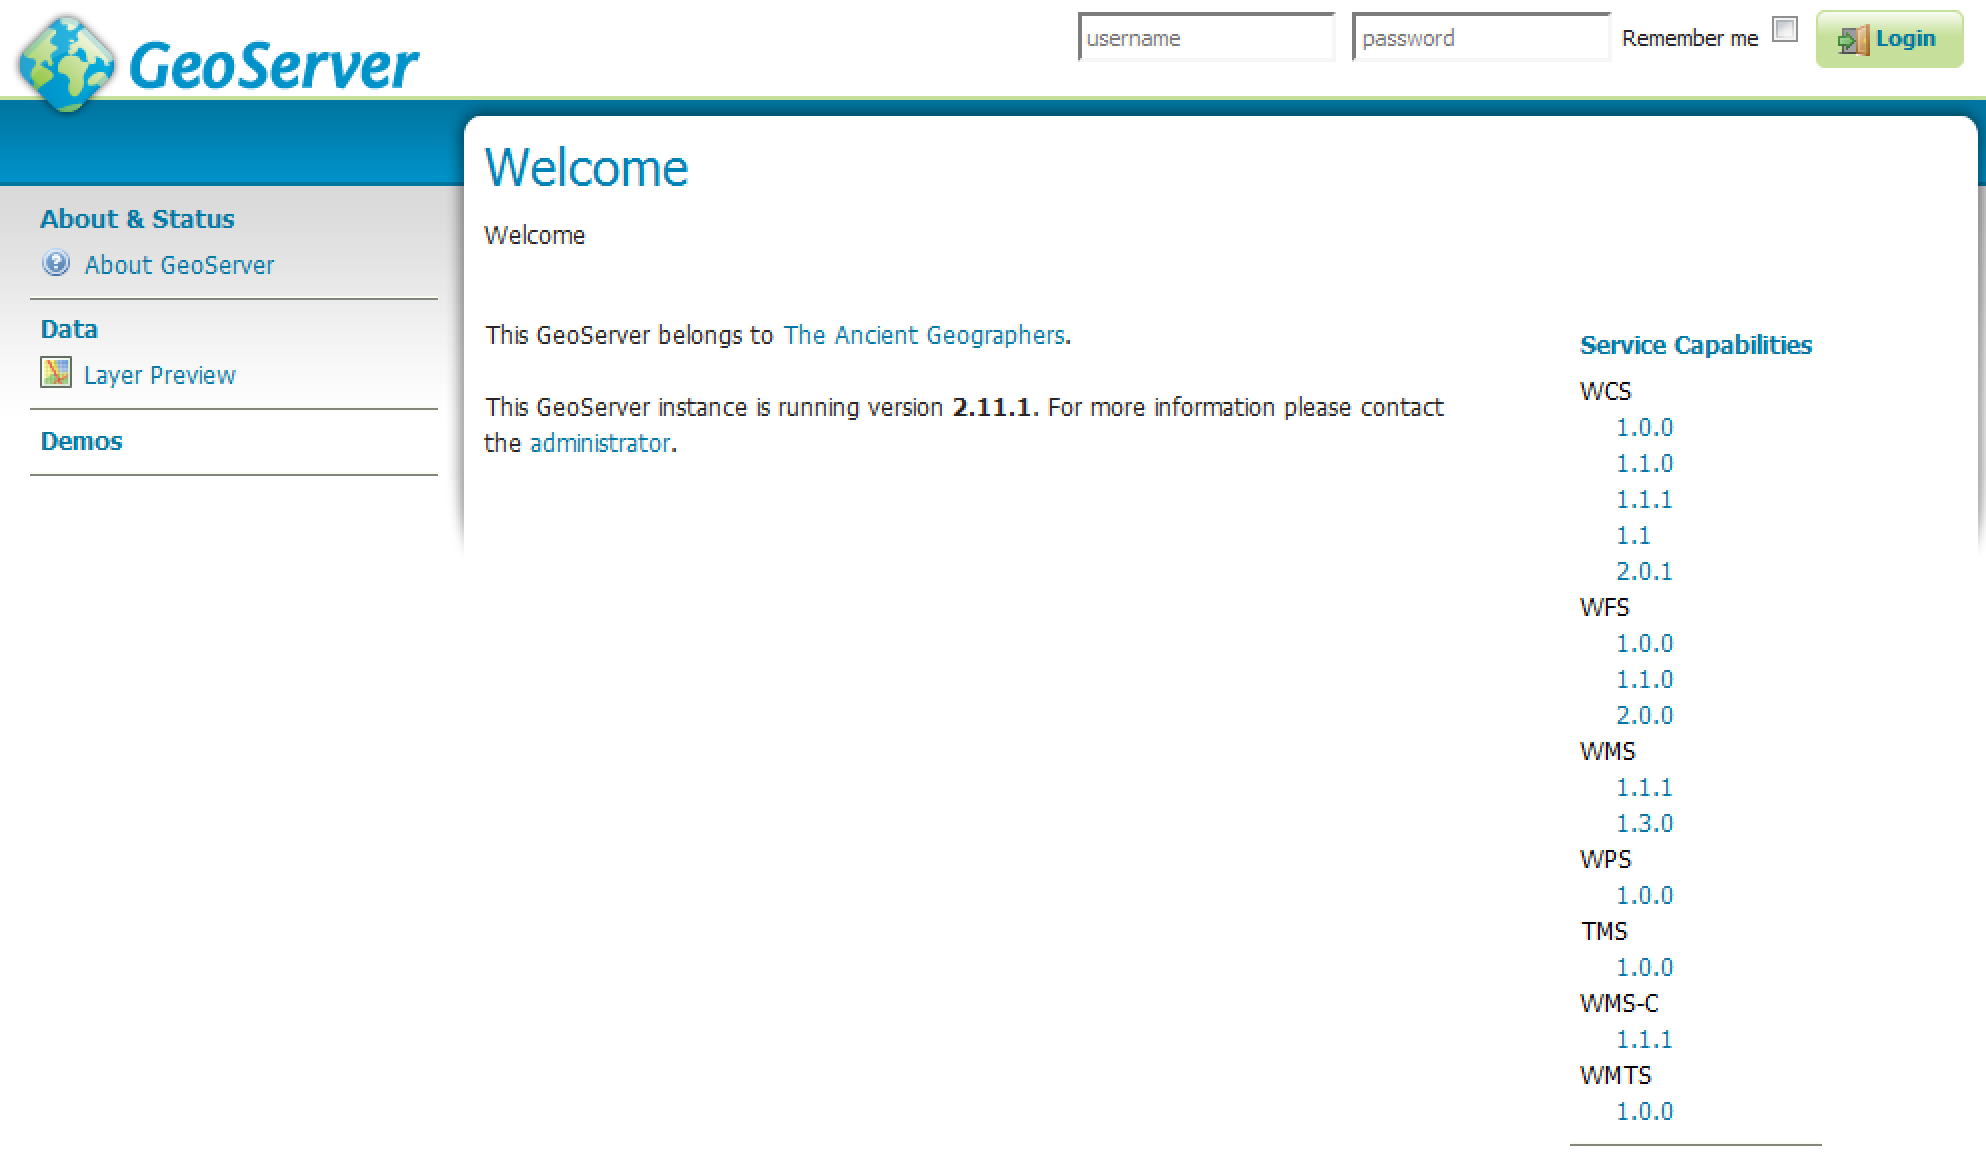 GeoServer
username
password
Remember me
Login
About & Status
About GeoServer
Data
Layer Preview
Demos
Welcome
Welcome
This GeoServer belongs to The Ancient Geographers.
This GeoServer instance is running version 2.11.1. For more information please contact
the administrator.
Service Capabilities
WCS
1.0.0
1.1.0
1.1.1
1.1
2.0.1
WFS
1.0.0
1.1.0
2.0.0
WMS
1.1.1
1.3.0
WPS
1.0.0
TMS
1.0.0
WMS-C
1.1.1
WMTS
1.0.0